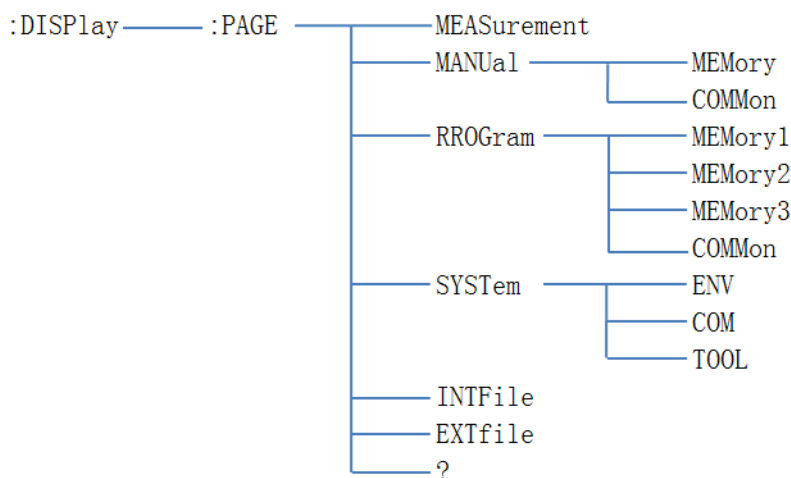 :DISPlay :PAGE MEASurement
MANUal MEMory
COMMon
RROGram MEMory1
MEMory2
MEMory3
COMMon
SYSTem ENV
COM
TOOL
INTFile
EXTfile
?